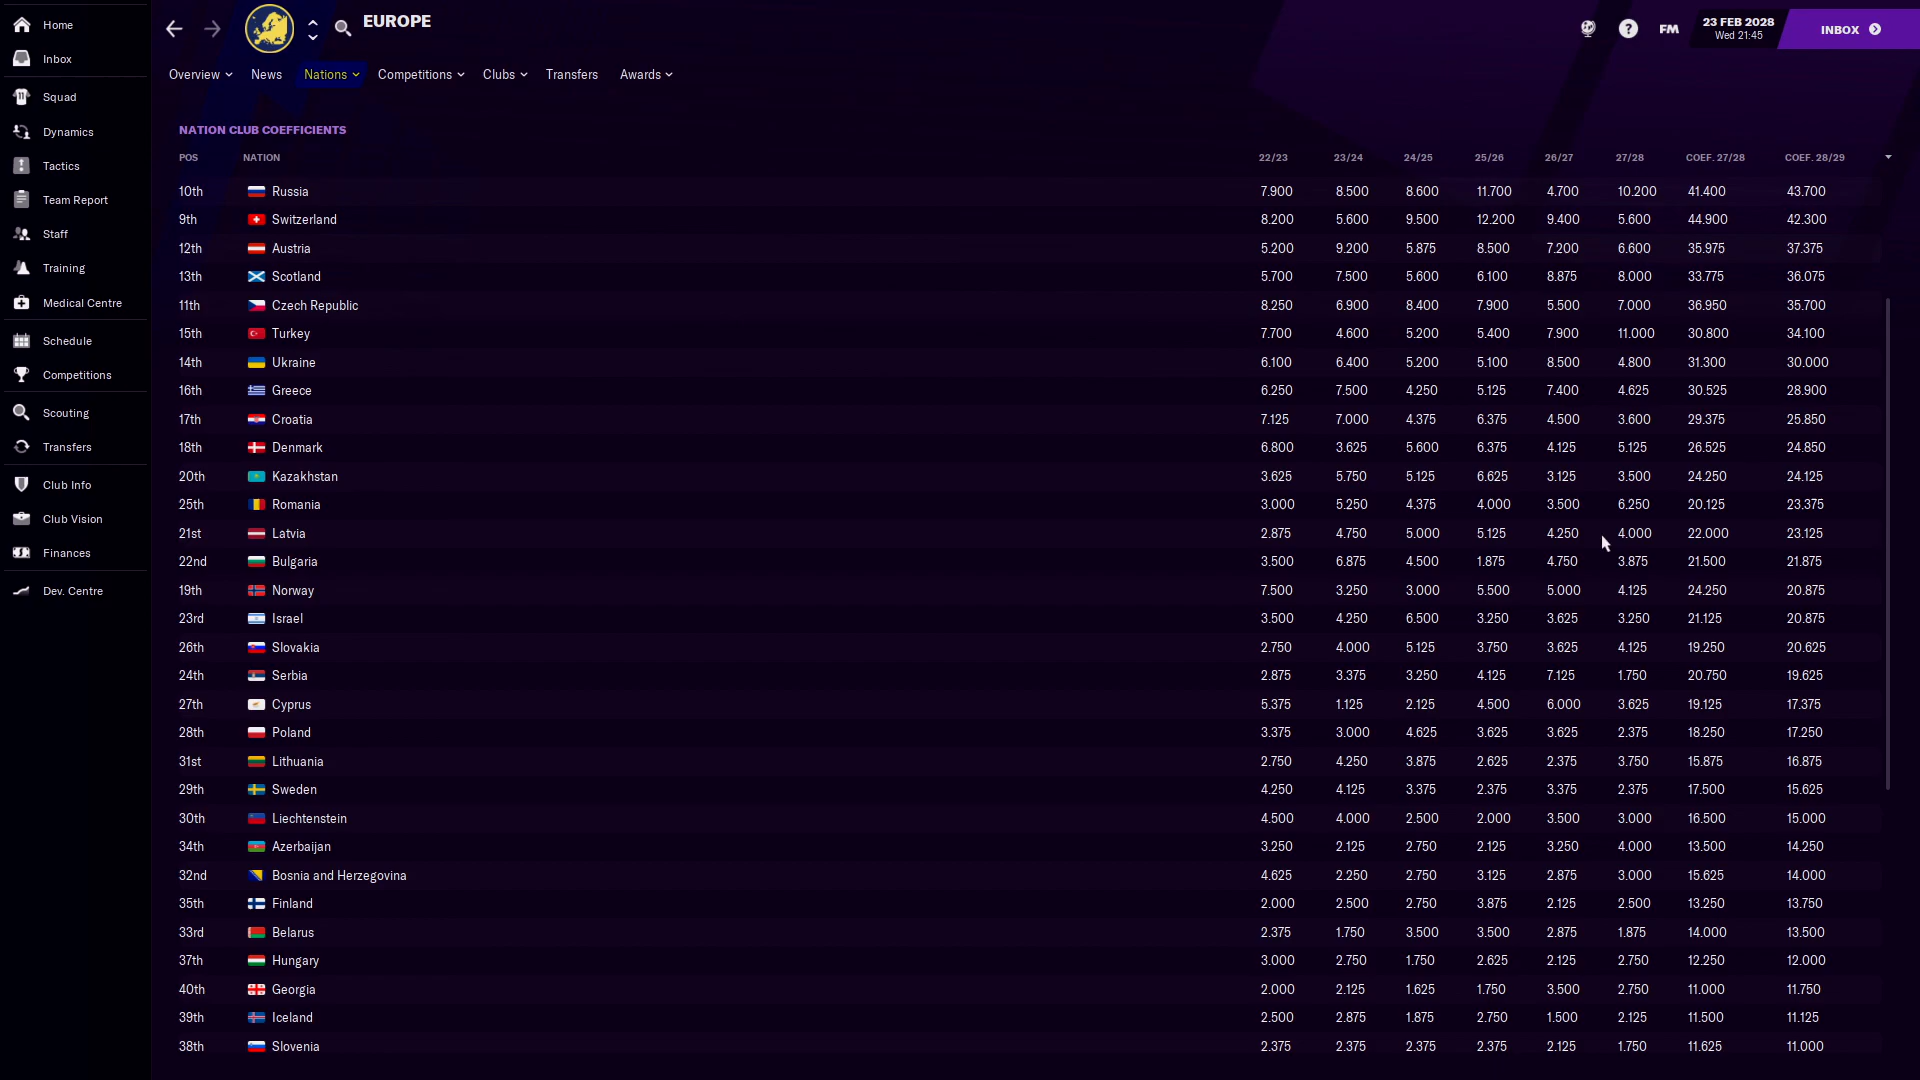 Home
Inbox
Squad
Dynamics
Tactics
Team Report
Staff
Training
Medical Centre
Schedule
Competitions
Scouting
Transfers
Club Info
Club Vision
Finances
Dev. Centre
EUROPE
FM
23 FEB 2028
Wed 21:45
INBOX
Overview News Nations Competitions Clubs Transfers Awards
NATION CLUB COEFFICIENTS
POS NATION 22/23 23/24 24/25 25/26 26/27 27/28 COEF. 27/28 COEF. 28/29
10th Russia 7.900 8.500 8.600 11.700 4.700 10.200 41.400 43.700
9th Switzerland 8.200 5.600 9.500 12.200 9.400 5.600 44.900 42.300
12th Austria 5.200 9.200 5.875 8.500 7.200 6.600 35.975 37.375
13th Scotland 5.700 7.500 5.600 6.100 8.875 8.000 33.775 36.075
11th Czech Republic 8.250 6.900 8.400 7.900 5.500 7.000 36.950 35.700
15th Turkey 7.700 4.600 5.200 5.400 7.900 11.000 30.800 34.100
14th Ukraine 6.100 6.400 5.200 5.100 8.500 4.800 31.300 30.000
16th Greece 6.250 7.500 4.250 5.125 7.400 4.625 30.525 28.900
17th Croatia 7.125 7.000 4.375 6.375 4.500 3.600 29.375 25.850
18th Denmark 6.800 3.625 5.600 6.375 4.125 5.125 26.525 24.850
20th Kazakhstan 3.625 5.750 5.125 6.625 3.125 3.500 24.250 24.125
25th Romania 3.000 5.250 4.375 4.000 3.500 6.250 20.125 23.375
21st Latvia 2.875 4.750 5.000 5.125 4.250 4.000 22.000 23.125
22nd Bulgaria 3.500 6.875 4.500 1.875 4.750 3.875 21.500 21.875
19th Norway 7.500 3.250 3.000 5.500 5.000 4.125 24.250 20.875
23rd Israel 3.500 4.250 6.500 3.250 3.625 3.250 21.125 20.875
26th Slovakia 2.750 4.000 5.125 3.750 3.625 4.125 19.250 20.625
24th Serbia 2.875 3.375 3.250 4.125 7.125 1.750 20.750 19.625
27th Cyprus 5.375 1.125 2.125 4.500 6.000 3.625 19.125 17.375
28th Poland 3.375 3.000 4.625 3.625 3.625 2.375 18.250 17.250
31st Lithuania 2.750 4.250 3.875 2.625 2.375 3.750 15.875 16.875
29th Sweden 4.250 4.125 3.375 2.375 3.375 2.375 17.500 15.625
30th Liechtenstein 4.500 4.000 2.500 2.000 3.500 3.000 16.500 15.000
34th Azerbaijan 3.250 2.125 2.750 2.125 3.250 4.000 13.500 14.250
32nd Bosnia and Herzegovina 4.625 2.250 2.750 3.125 2.875 3.000 15.625 14.000
35th Finland 2.000 2.500 2.750 3.875 2.125 2.500 13.250 13.750
33rd Belarus 2.375 1.750 3.500 3.500 2.875 1.875 14.000 13.500
37th Hungary 3.000 2.750 1.750 2.625 2.125 2.750 12.250 12.000
40th Georgia 2.000 2.125 1.625 1.750 3.500 2.750 11.000 11.750
39th Iceland 2.500 2.875 1.875 2.750 1.500 2.125 11.500 11.125
38th Slovenia 2.375 2.375 2.375 2.375 2.125 1.750 11.625 11.000